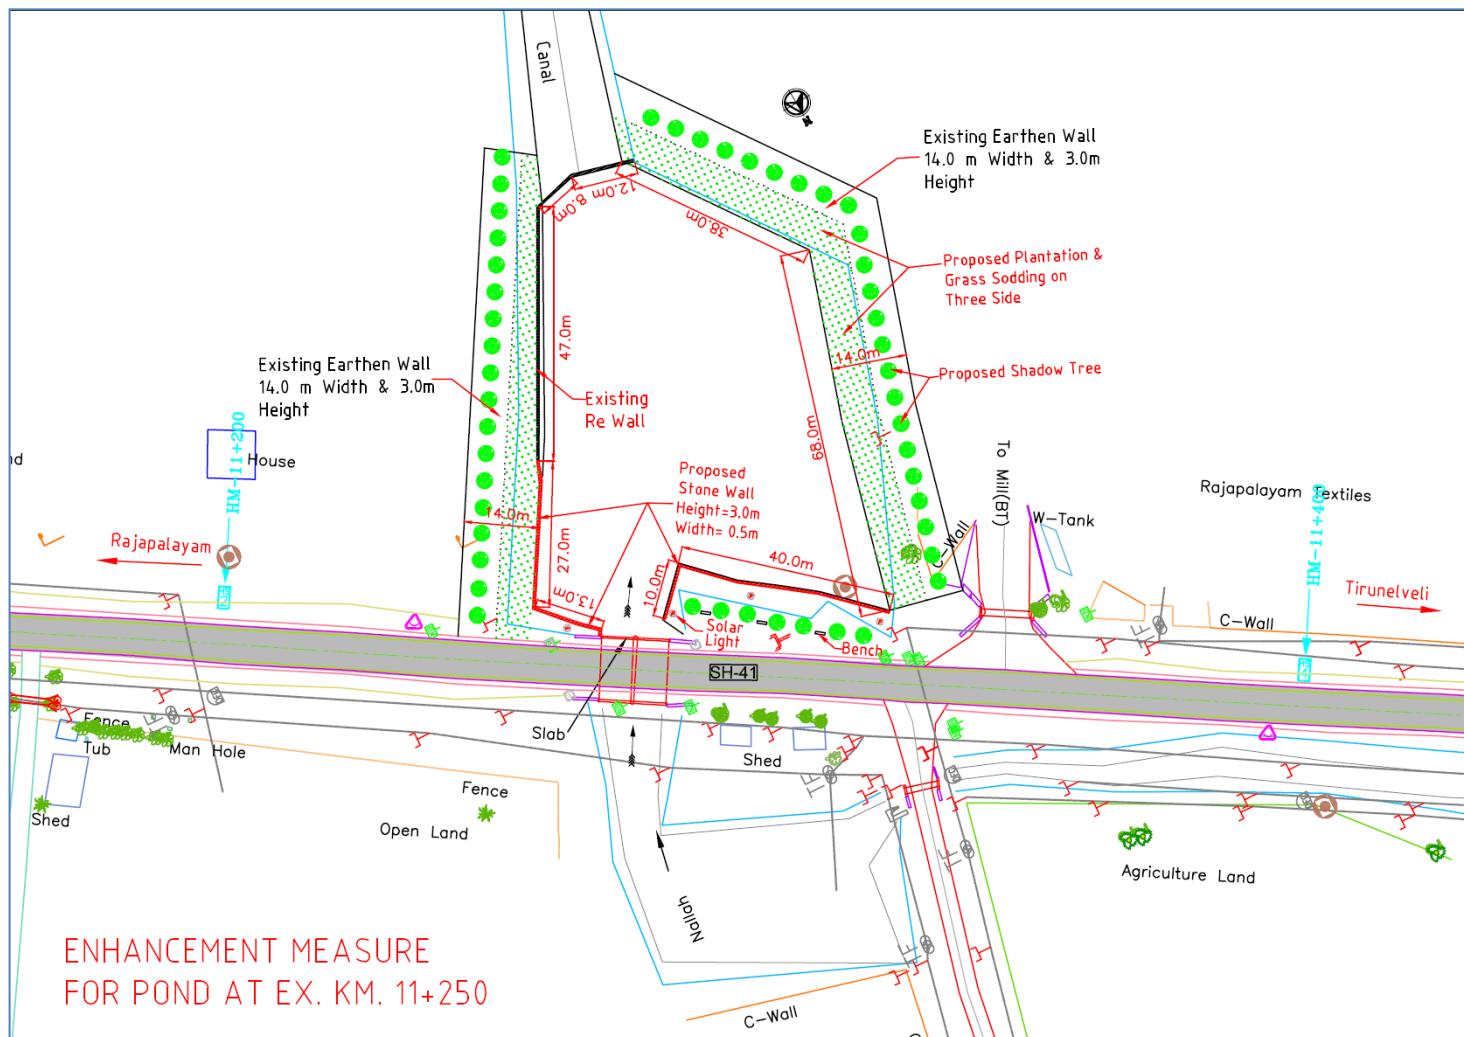 Canal
N
Existing Earthen Wall
14.0 m Width & 3.0m
Height
12.0m
8.0m
38.0m
Proposed Plantation &
Grass Sodding on
Three Side
47.0m
14.0m
Existing Earthen Wall
14.0 m Width & 3.0m
Height
Proposed Shadow Tree
Existing
Re Wall
68.0m
HM-11+200
House
nd
To Mill(BT)
Proposed
Stone Wall
Height=3.0m
Width= 0.5m
Rajapalayam Textiles
HM-11+400
W-Tank
C-Wall
14.0m
27.0m
Rajapalayam
40.0m
10.0m
13.0m
Tirunelveli
C-Wall
Solar
Light
Bench
SH-41
Slab
Fence
Tub
Man Hole
Shed
Shed
Fence
Open Land
Agriculture Land
Nallah
C-Wall
ENHANCEMENT MEASURE
FOR POND AT EX. KM. 11+250